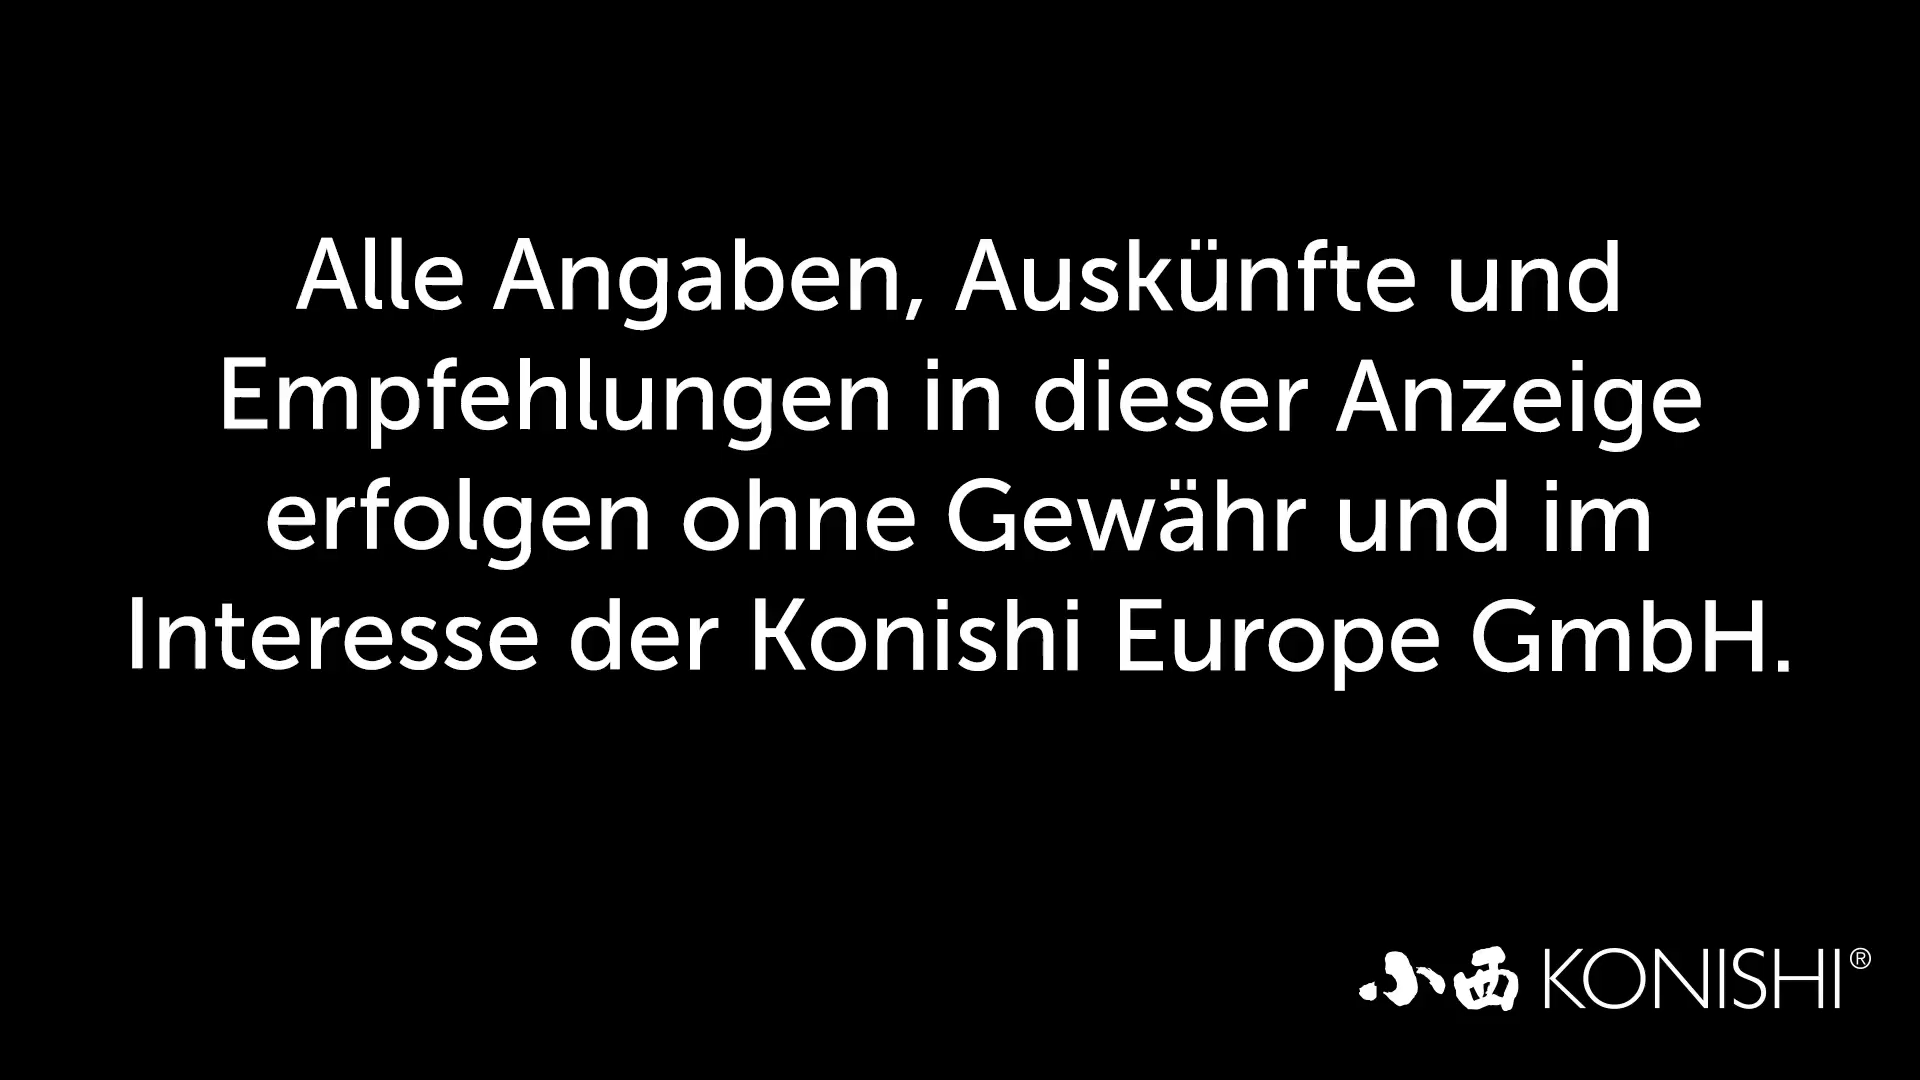 Alle Angaben, Auskünfte und
Empfehlungen in dieser Anzeige
erfolgen ohne Gewähr und im
Interesse der Konishi Europe GmbH.
小西 KONISHI®